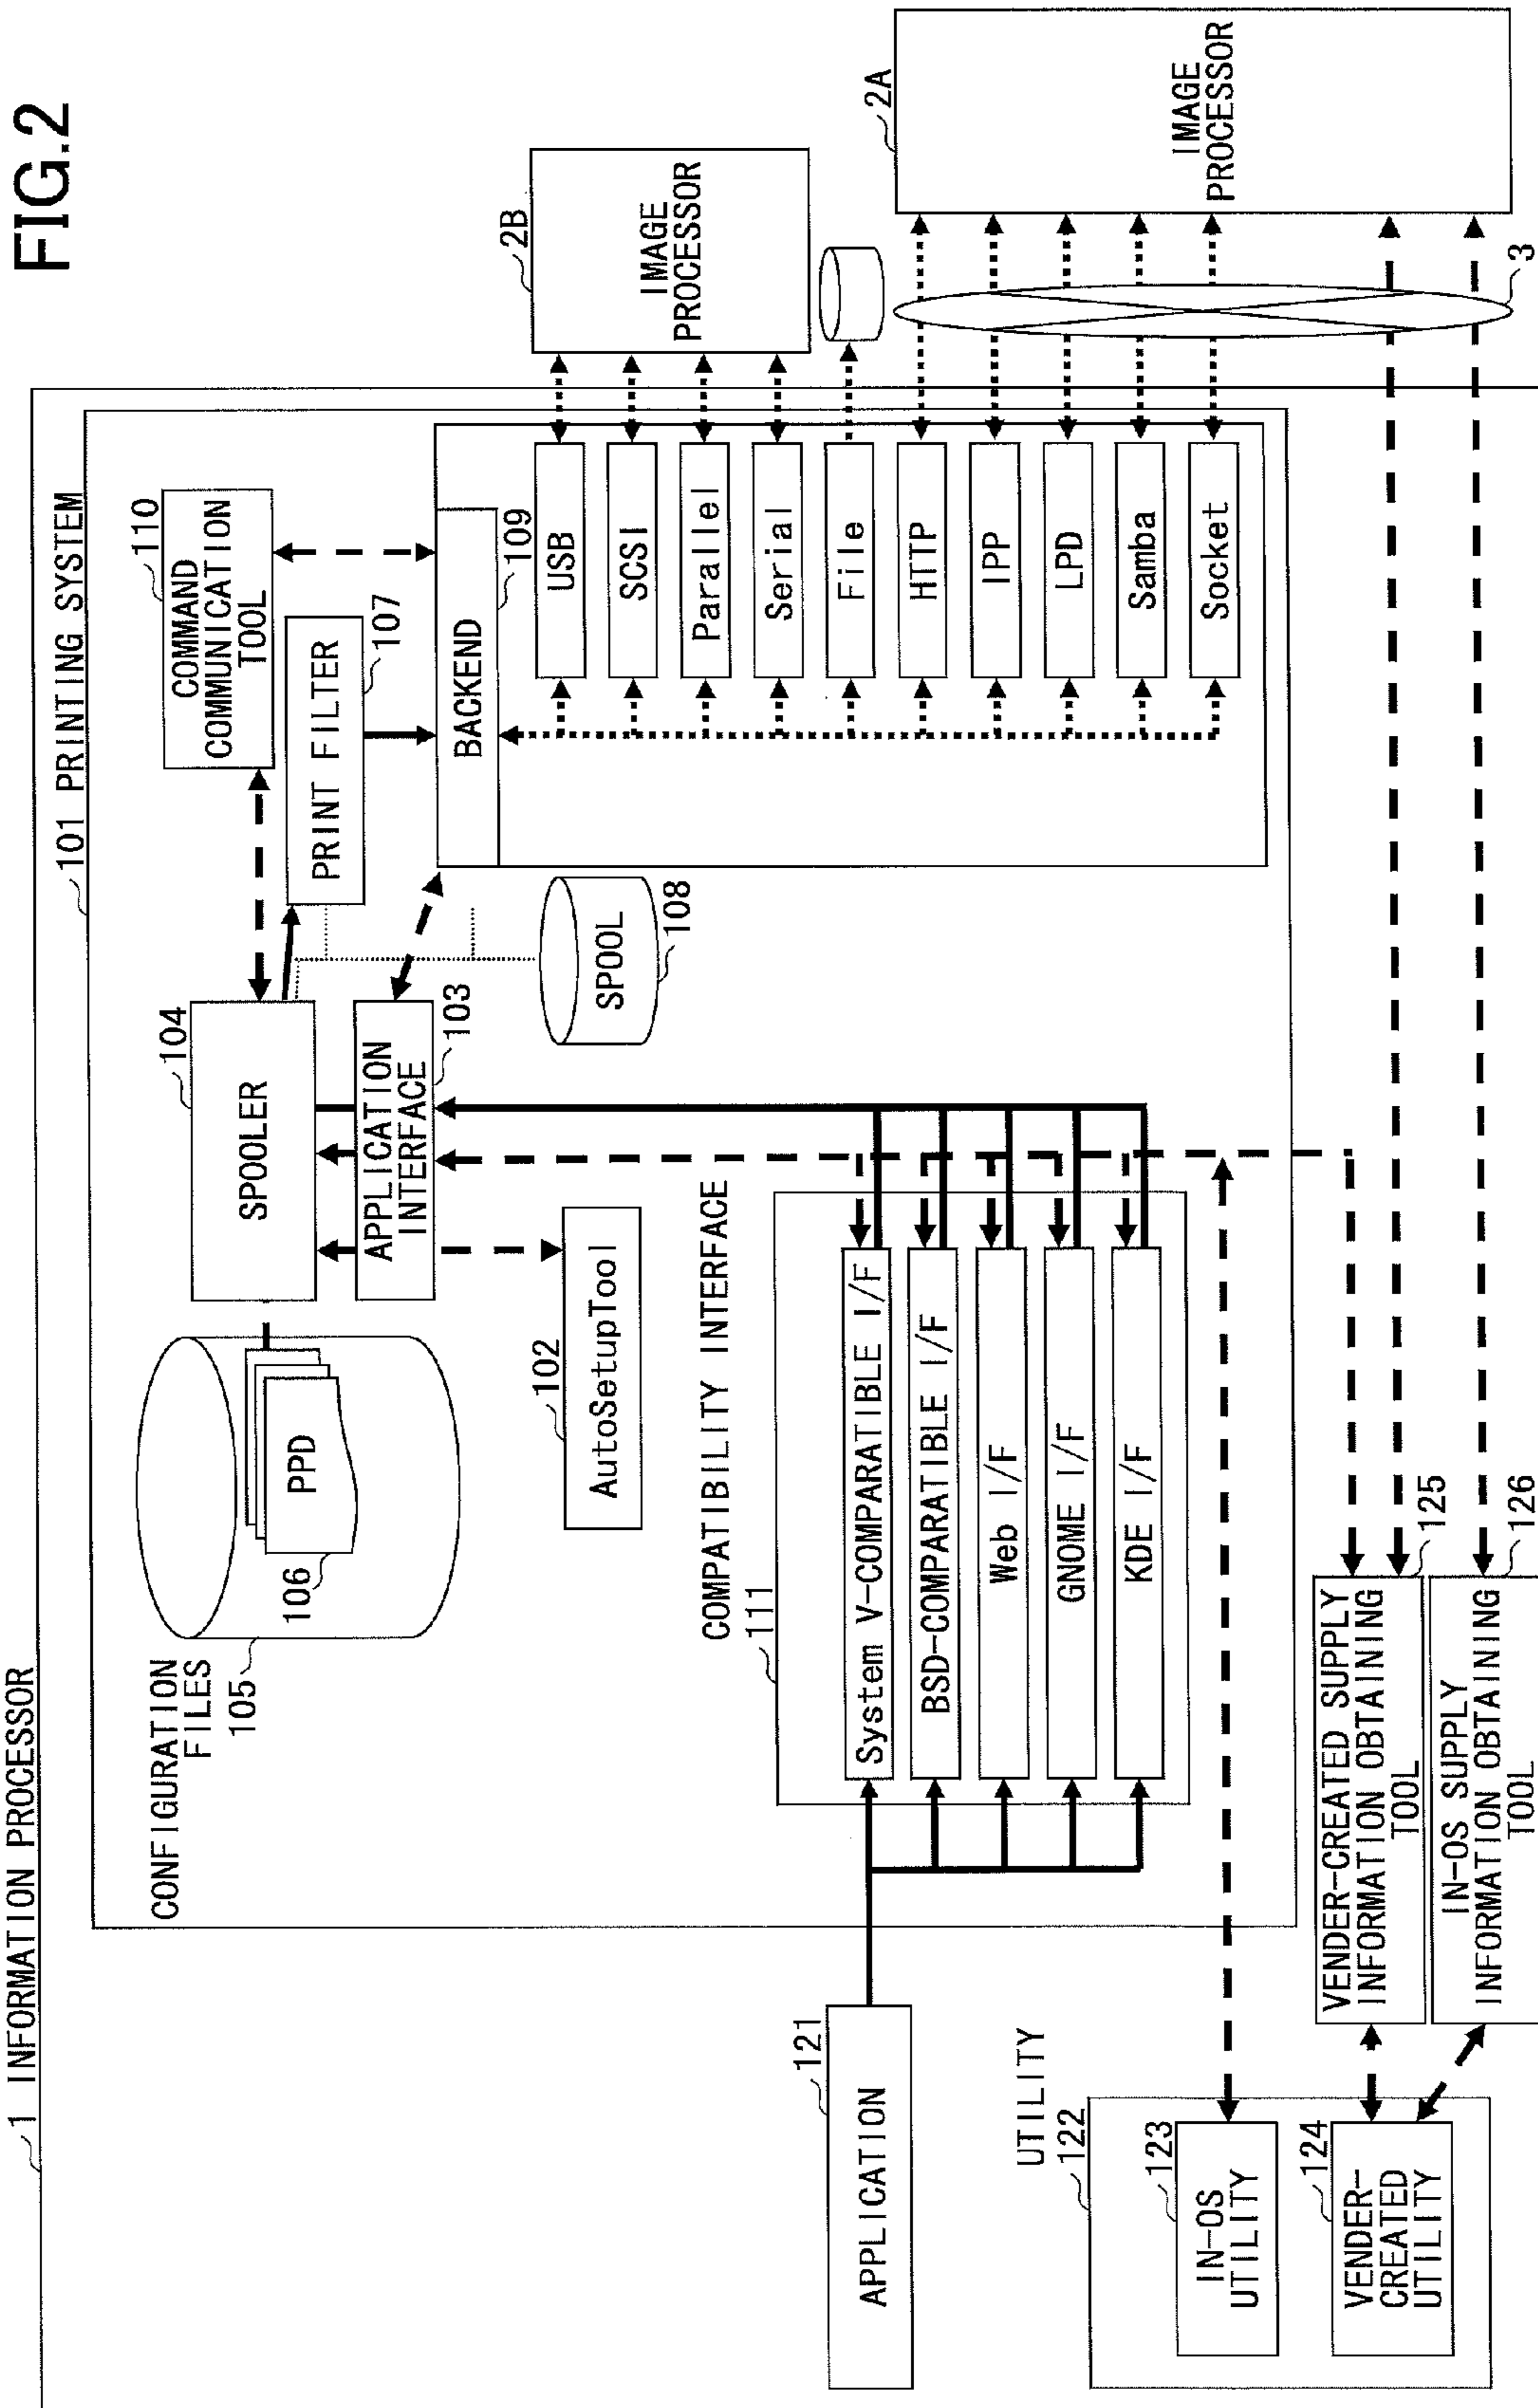 FIG.2
1 INFORMATION PROCESSOR
101 PRINTING SYSTEM
CONFIGURATION
FILES
105
PPD
106
104
SPOOLER
APPLICATION
INTERFACE
103
102
AutoSetupTool
110
COMMAND
COMMUNICATION
TOOL
PRINT FILTER
107
SPOOL
108
BACKEND
109
USB
SCSI
Parallel
Serial
File
HTTP
IPP
LPD
Samba
Socket
2B
IMAGE
PROCESSOR
2A
IMAGE
PROCESSOR
3
COMPATIBILITY INTERFACE
111
System V-COMPARATIBLE I/F
BSD-COMPARATIBLE I/F
Web I/F
GNOME I/F
KDE I/F
121
APPLICATION
UTILITY
122
123
IN-OS
UTILITY
124
VENDER-
CREATED
UTILITY
VENDER-CREATED SUPPLY
INFORMATION OBTAINING
TOOL
125
IN-OS SUPPLY
INFORMATION OBTAINING
TOOL
126